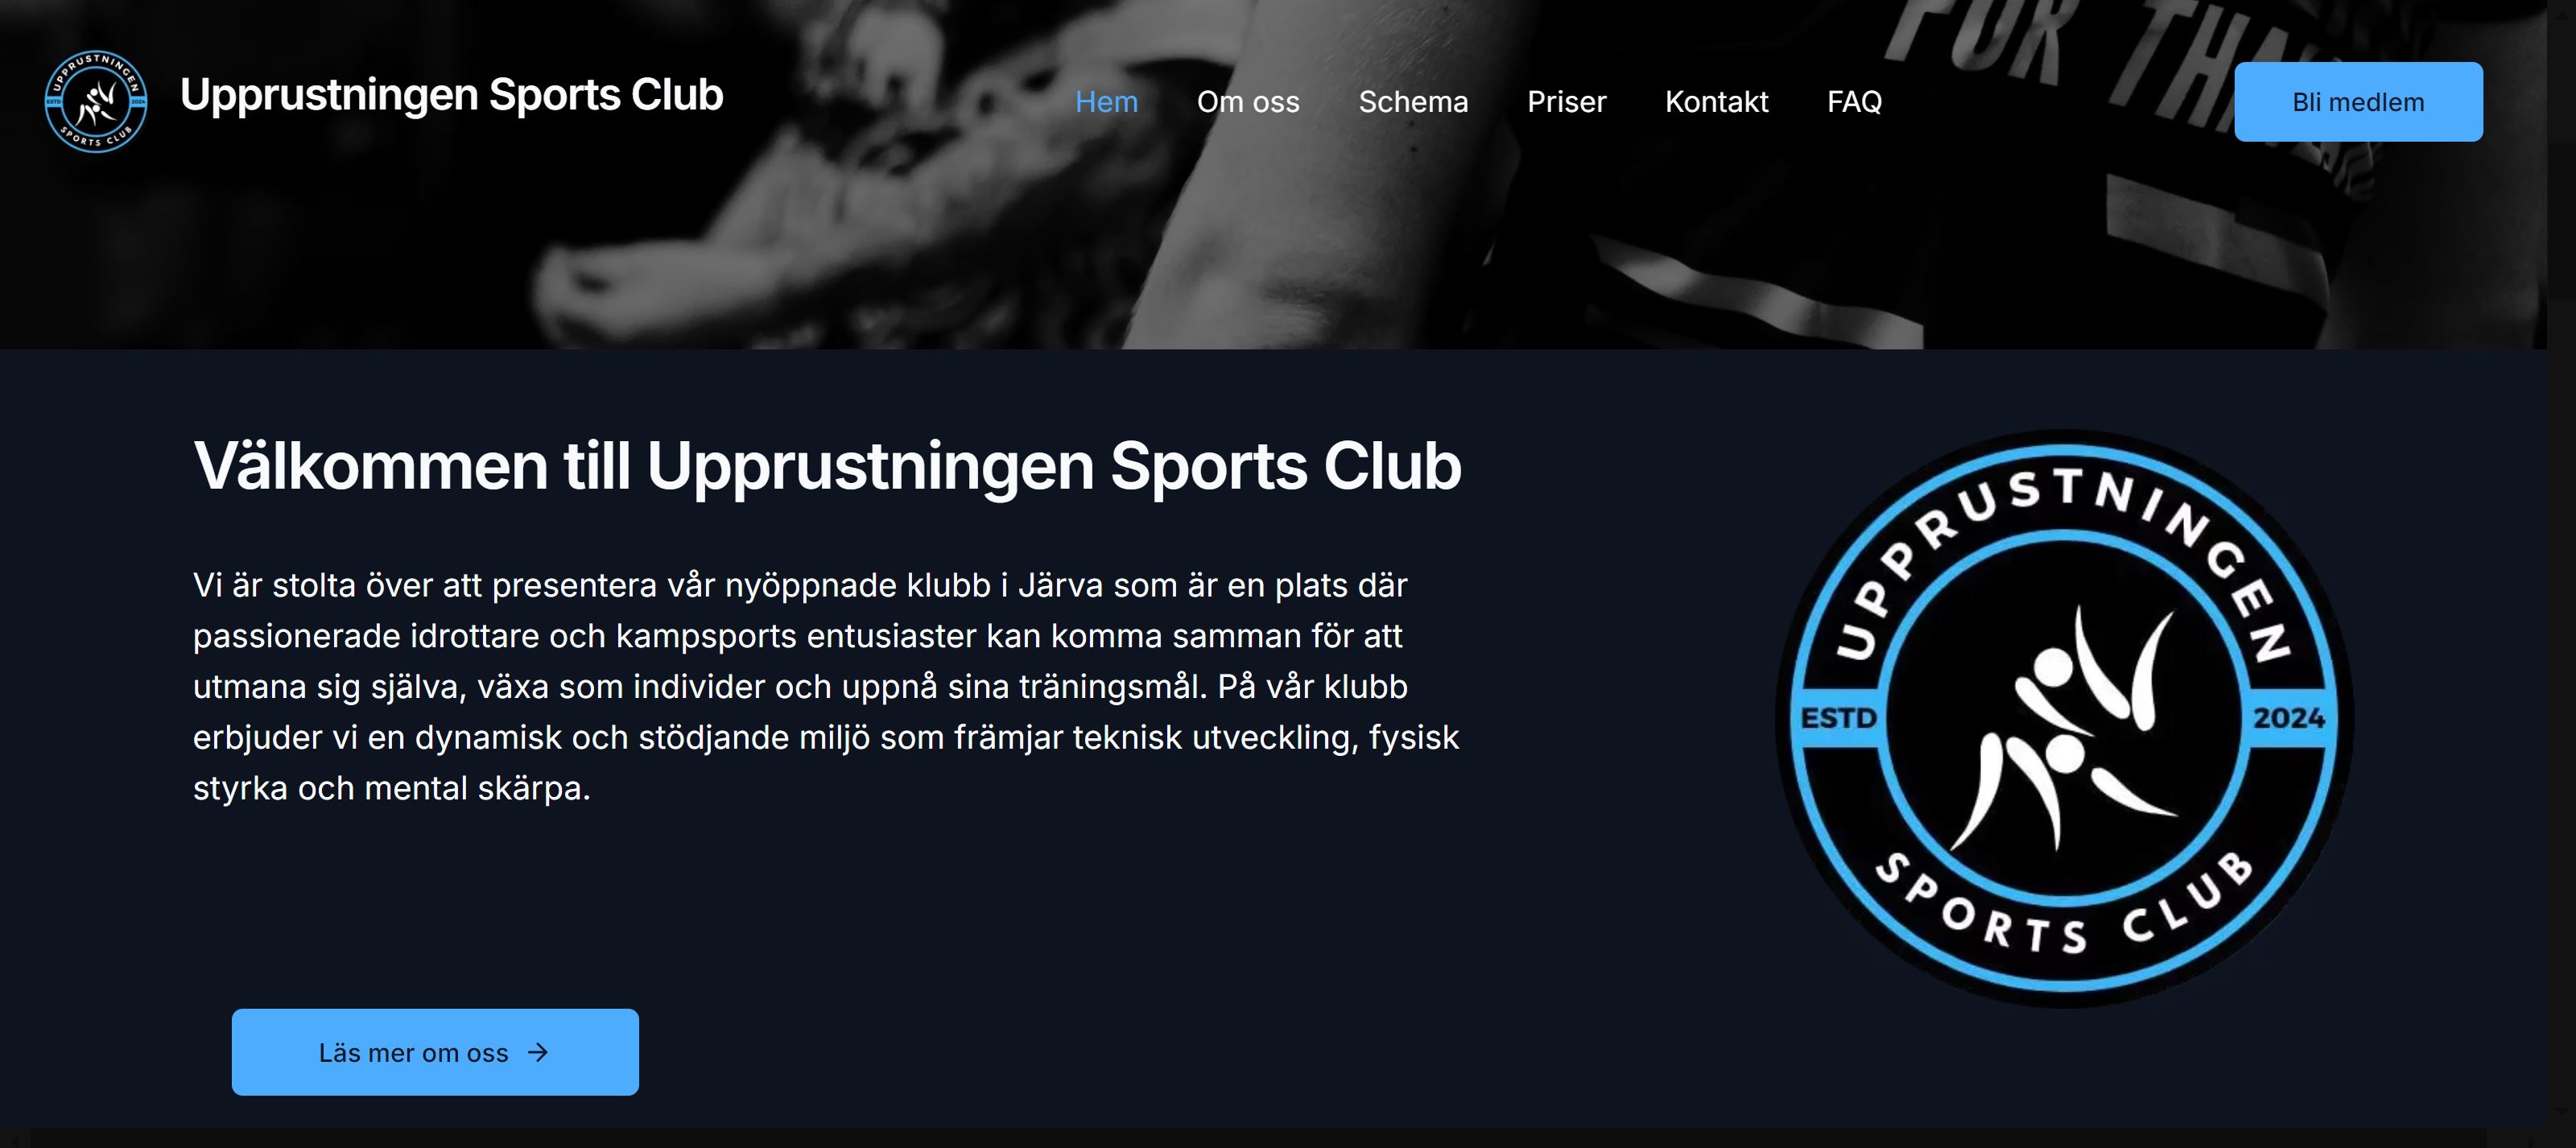 UPPRUSTNINGEN
ESTD 2024
SPORTS CLUB
Upprustningen Sports Club
Hem Om oss Schema Priser Kontakt FAQ
Bli medlem
Välkommen till Upprustningen Sports Club
Vi är stolta över att presentera vår nyöppnade klubb i Järva som är en plats där
passionerade idrottare och kampsports entusiaster kan komma samman för att
utmana sig själva, växa som individer och uppnå sina träningsmål. På vår klubb
erbjuder vi en dynamisk och stödjande miljö som främjar teknisk utveckling, fysisk
styrka och mental skärpa.
Läs mer om oss →
UPPRUSTNINGEN
ESTD 2024
SPORTS CLUB